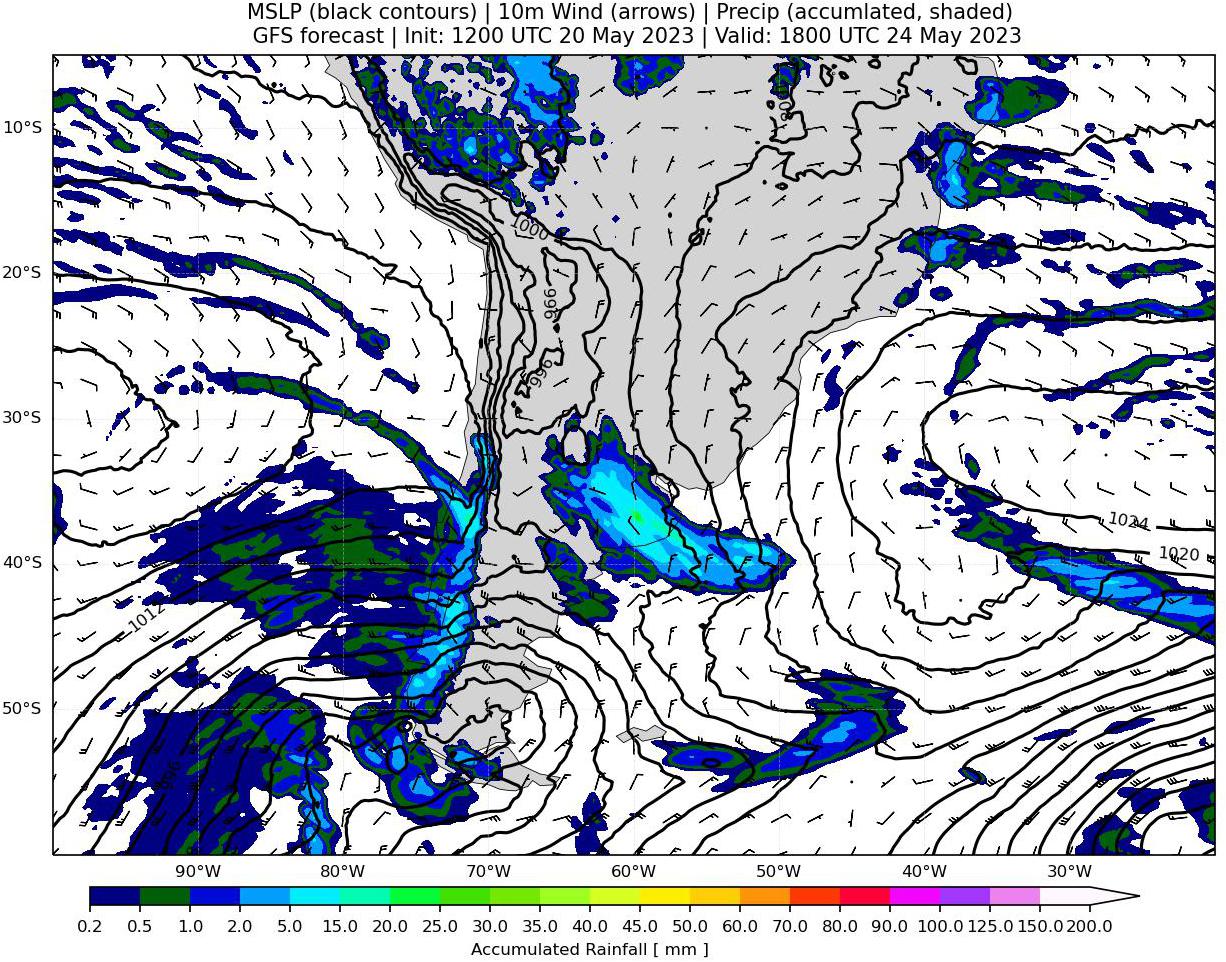 MSLP (black contours) | 10m Wind (arrows) | Precip (accumlated, shaded)
GFS forecast | Init: 1200 UTC 20 May 2023 | Valid: 1800 UTC 24 May 2023
10°S
1000
20°S
996
996
30°S
1024
1020
40°S
1012
50°S
996
90°W 80°W 70°W 60°W 50°W 40°W 30°W
0.2 0.5 1.0 2.0 5.0 10.0 15.0 20.0 25.0 30.0 35.0 40.0 45.0 50.0 60.0 70.0 80.0 90.0 100.0 125.0 150.0 200.0
Accumulated Rainfall [ mm ]